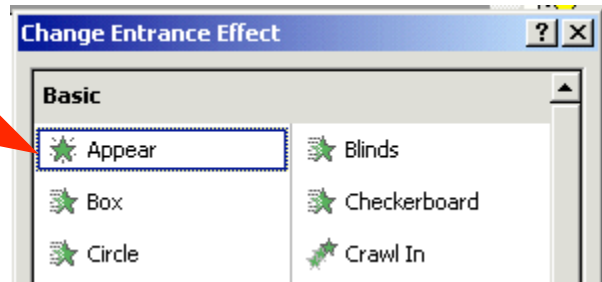 Change Entrance Effect
Basic
Appear Blinds
Box Checkerboard
Circle Crawl In